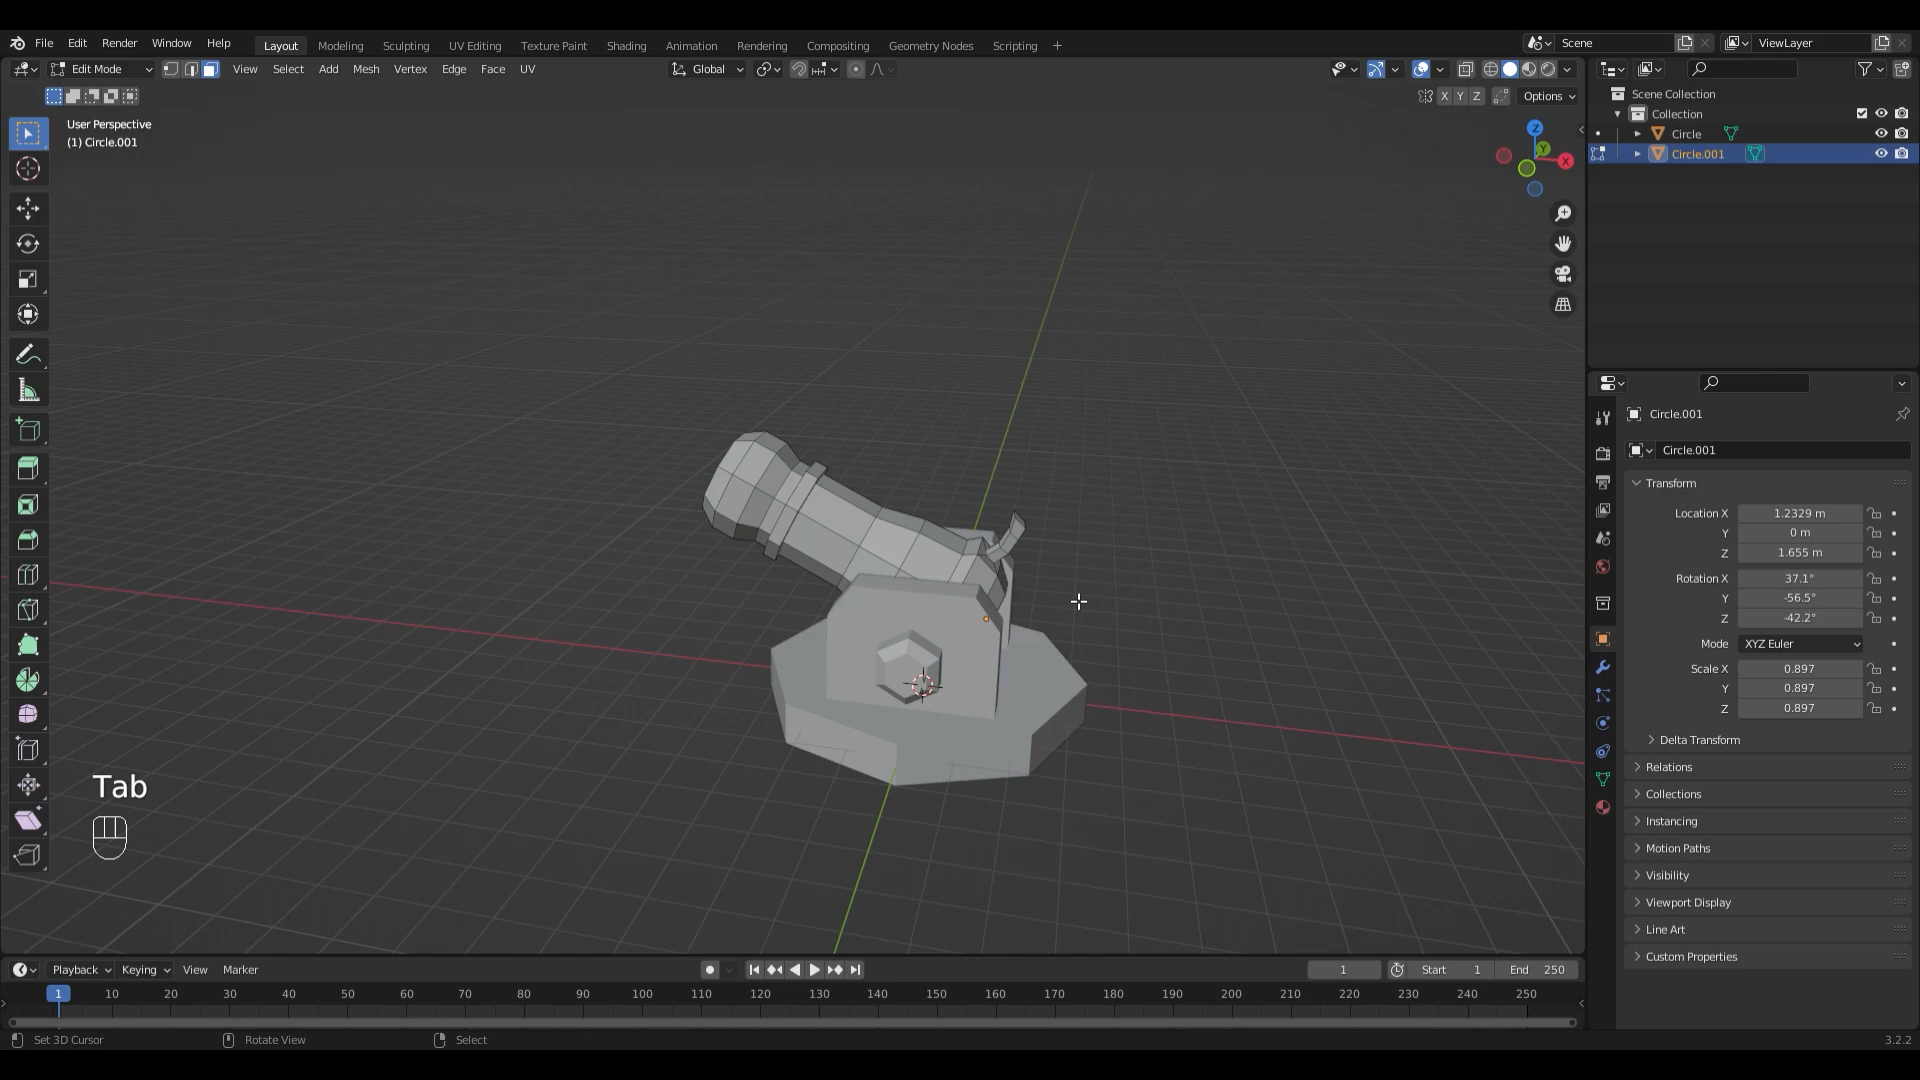 File Edit Render Window Help Layout Modeling Sculpting UV Editing Texture Paint Shading Animation Rendering Compositing Geometry Nodes Scripting + Scene ViewLayer
Edit Mode View Select Add Mesh Vertex Edge Face UV Global
X Y Z Options
User Perspective
(1) Circle.001
Z
Y
X
Tab
Scene Collection
Collection
Circle
Circle.001
Circle.001
Circle.001
Transform
Location X 1.2329 m
Y 0 m
Z 1.655 m
Rotation X 37.1°
Y -56.5°
Z -42.2°
Mode XYZ Euler
Scale X 0.897
Y 0.897
Z 0.897
Delta Transform
Relations
Collections
Instancing
Motion Paths
Visibility
Viewport Display
Line Art
Custom Properties
Playback Keying View Marker 1 Start 1 End 250
1 10 20 30 40 50 60 70 80 90 100 110 120 130 140 150 160 170 180 190 200 210 220 230 240 250
Set 3D Cursor Rotate View Select 3.2.2